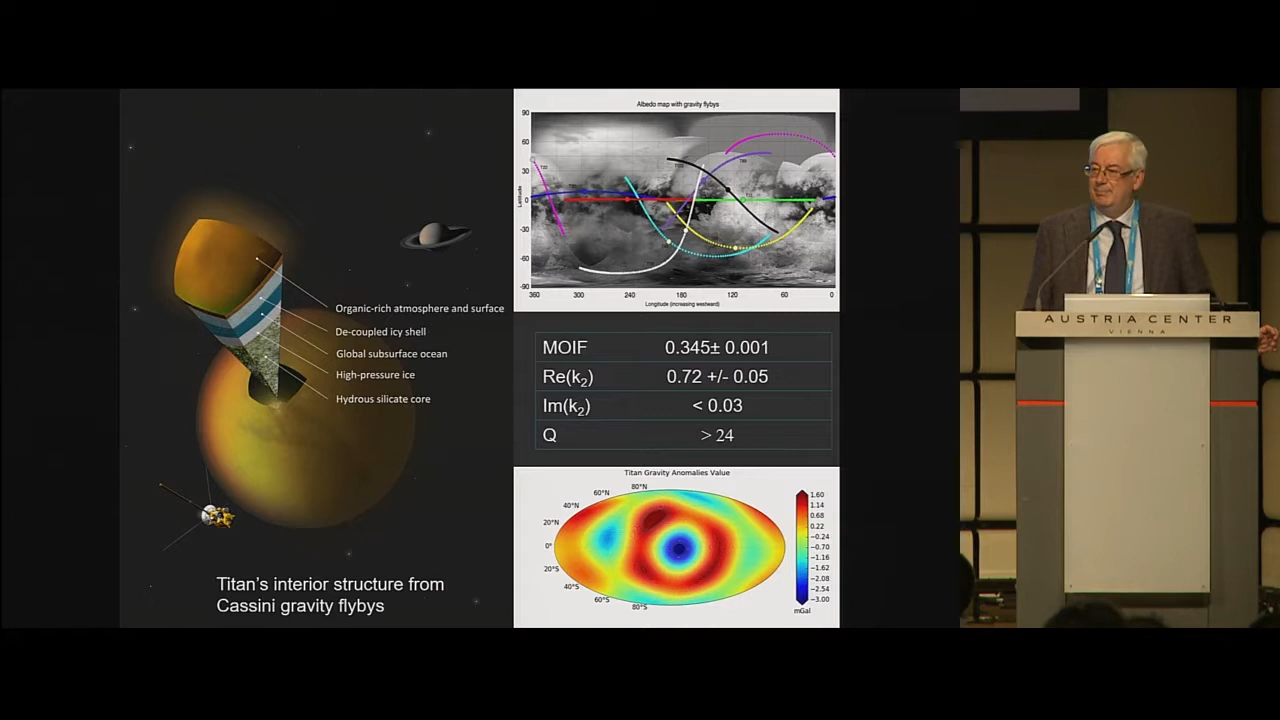 Organic-rich atmosphere and surface
De-coupled icy shell
Global subsurface ocean
High-pressure ice
Hydrous silicate core
Titan's interior structure from
Cassini gravity flybys
Albedo map with gravity flybys
90
60
30
0
-30
-60
-90
Latitude
360 300 240 180 120 60 0
Longitude (increasing westward)
MOIF 0.345± 0.001
Re(k₂) 0.72 +/- 0.05
Im(k₂) < 0.03
Q > 24
Titan Gravity Anomalies Value
80°N
60°N
40°N
20°N
0°
20°S
40°S
60°S
80°S
1.60
1.14
0.68
0.22
−0.24
−0.70
−1.16
−1.62
−2.08
−2.54
−3.00
mGal
AUSTRIA CENTER
VIENNA